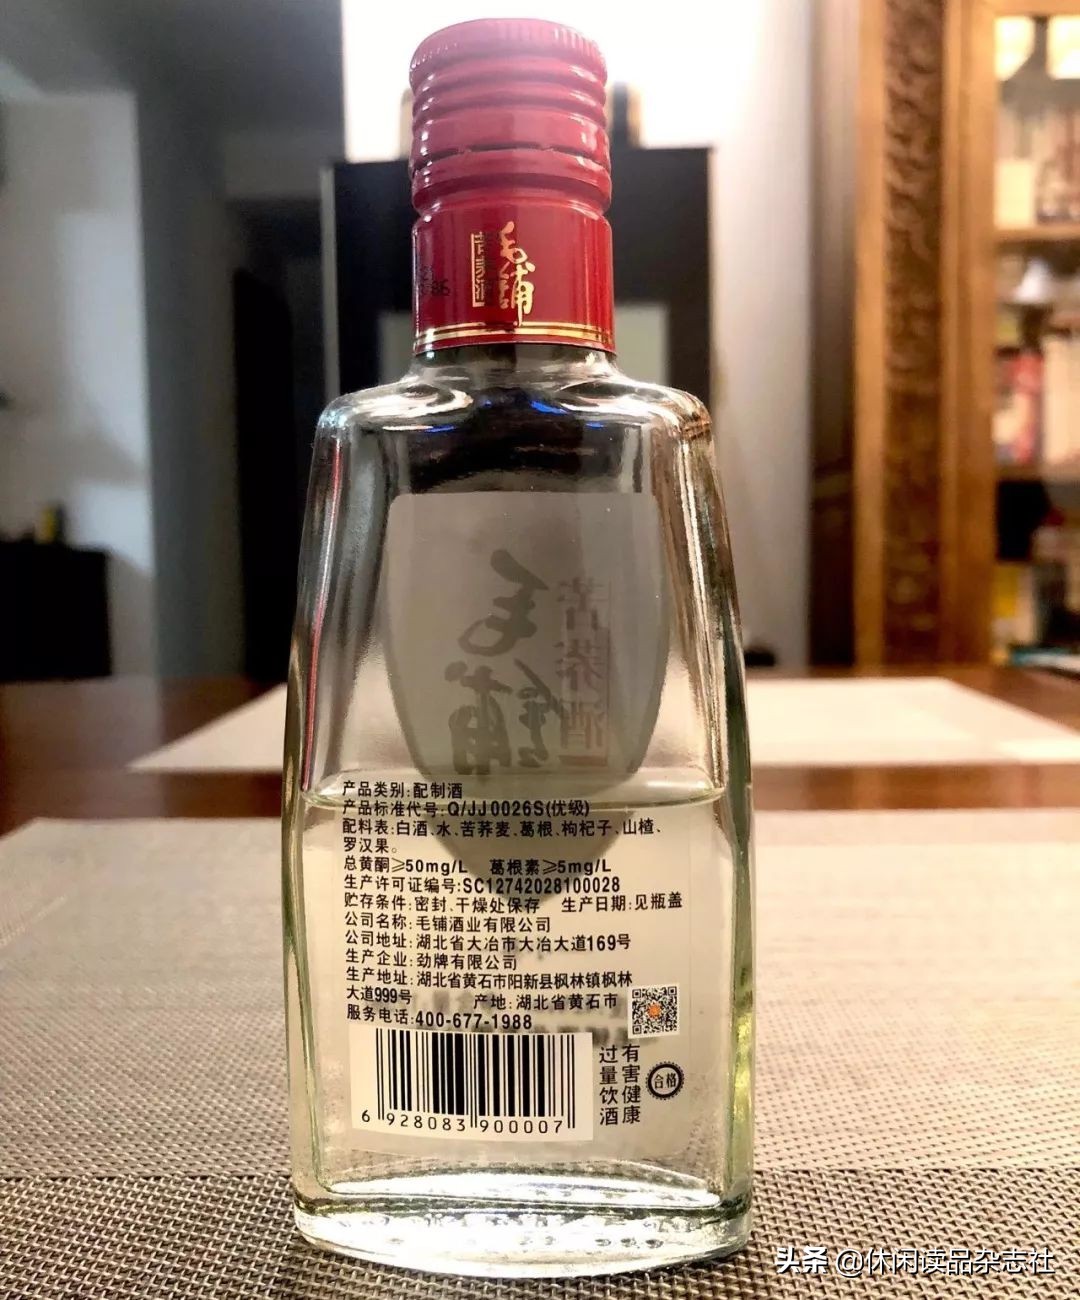 毛铺
苦荞酒
毛铺
苦荞酒
产品类别:配制酒
产品标准代号:Q/JJ0026S(优级)
配料表:白酒、水、苦荞麦、葛根、枸杞子、山楂、
罗汉果。
总黄酮≥50mg/L 葛根素≥5mg/L
生产许可证编号:SC12742028100028
贮存条件:密封、干燥处保存 生产日期:见瓶盖
公司名称:毛铺酒业有限公司
公司地址:湖北省大冶市大冶大道169号
生产企业:劲牌有限公司
生产地址:湖北省黄石市阳新县枫林镇枫林
大道999号 产地:湖北省黄石市
服务电话:400-677-1988
6 928083 900007
过量饮酒
有害健康
合格
头条 @休闲读品杂志社